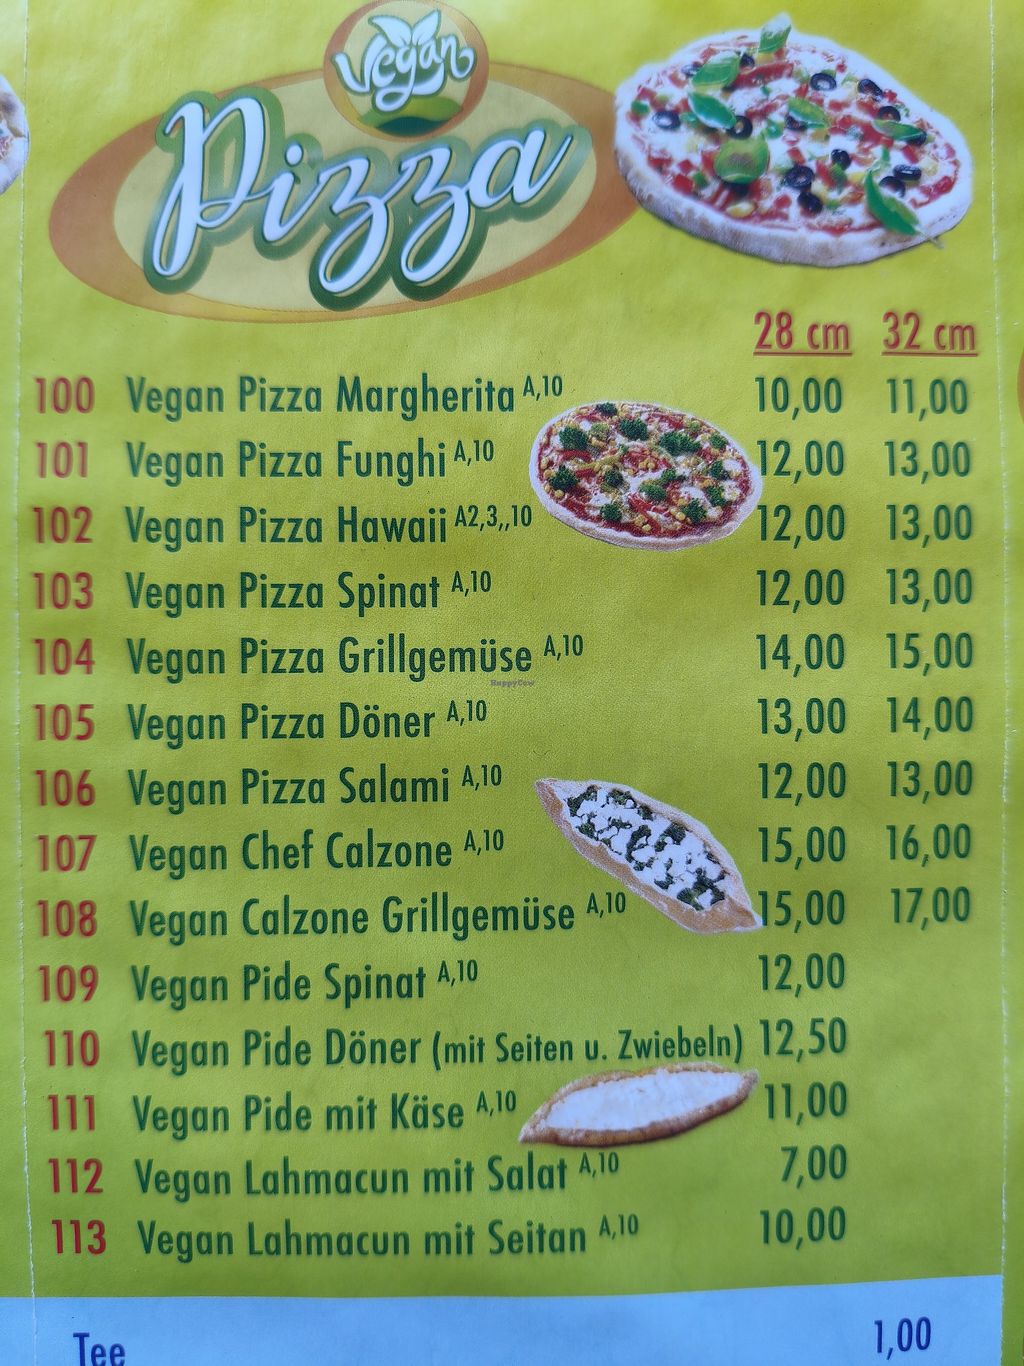 Vegan
Pizza
28 cm 32 cm
100 Vegan Pizza Margherita A,10 10,00 11,00
101 Vegan Pizza Funghi A,10 12,00 13,00
102 Vegan Pizza Hawaii A2,3,,10 12,00 13,00
103 Vegan Pizza Spinat A,10 12,00 13,00
104 Vegan Pizza Grillgemüse A,10 14,00 15,00
HappyCow
105 Vegan Pizza Döner A,10 13,00 14,00
106 Vegan Pizza Salami A,10 12,00 13,00
107 Vegan Chef Calzone A,10 15,00 16,00
108 Vegan Calzone Grillgemüse A,10 15,00 17,00
109 Vegan Pide Spinat A,10 12,00
110 Vegan Pide Döner (mit Seiten u. Zwiebeln) 12,50
111 Vegan Pide mit Käse A,10 11,00
112 Vegan Lahmacun mit Salat A,10 7,00
113 Vegan Lahmacun mit Seitan A,10 10,00
Tee 1,00